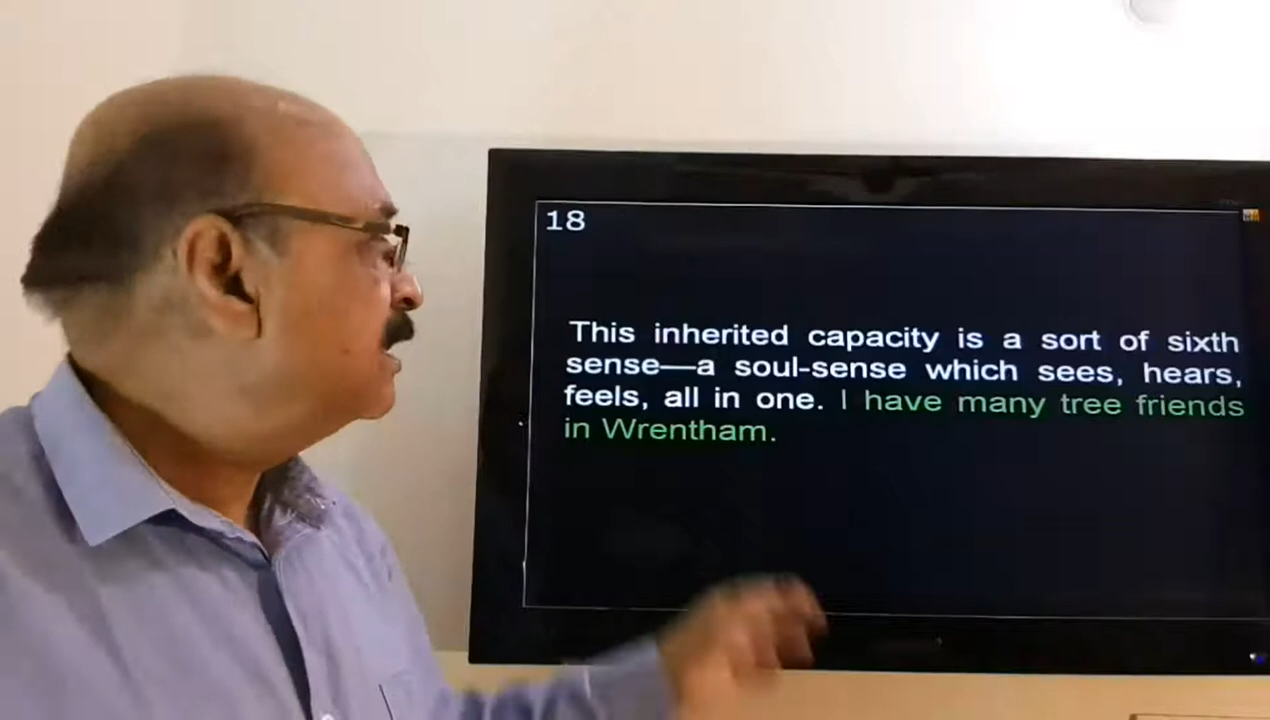 18
This inherited capacity is a sort of sixth
sense—a soul-sense which sees, hears,
feels, all in one. I have many tree friends
in Wrentham.